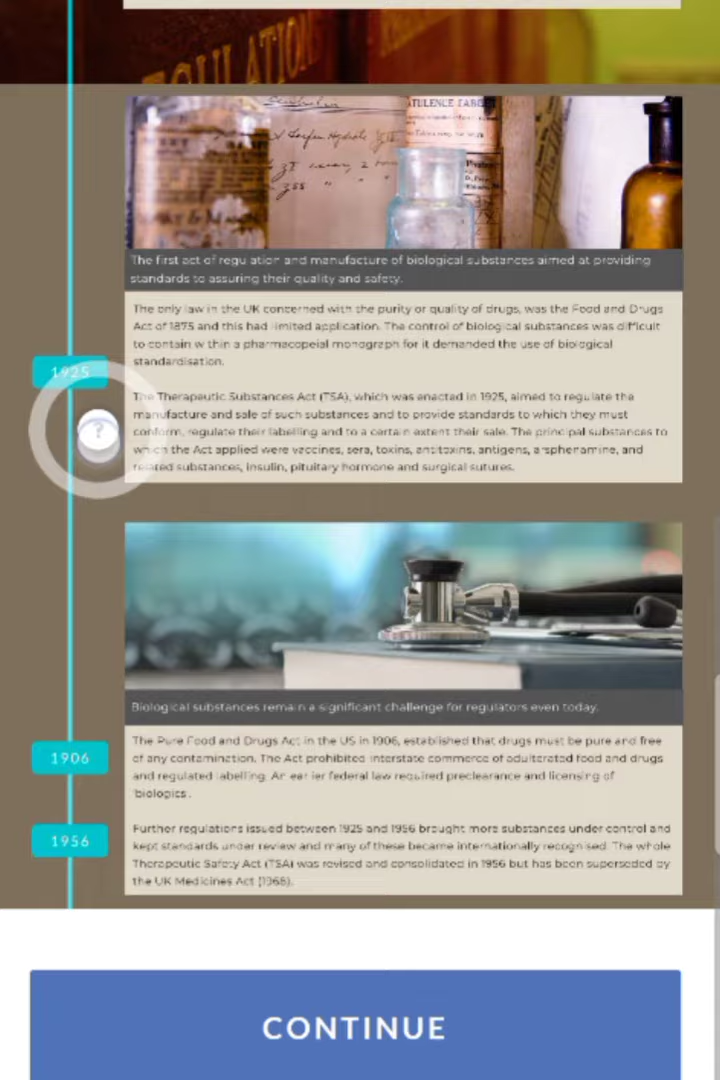 REGULATION
The first act of regulation and manufacture of biological substances aimed at providing
standards to assuring their quality and safety.
The only law in the UK concerned with the purity or quality of drugs, was the Food and Drugs
Act of 1875 and this had limited application. The control of biological substances was difficult
to contain within a pharmacopeial monograph for it demanded the use of biological
standardisation.
1925
The Therapeutic Substances Act (TSA), which was enacted in 1925, aimed to regulate the
manufacture and sale of such substances and to provide standards to which they must
conform, regulate their labelling and to a certain extent their sale. The principal substances to
which the Act applied were vaccines, sera, toxins, antitoxins, antigens, arsphenamine, and
related substances, insulin, pituitary hormone and surgical sutures.
?
Biological substances remain a significant challenge for regulators even today.
1906
The Pure Food and Drugs Act in the US in 1906, established that drugs must be pure and free
of any contamination. The Act prohibited interstate commerce of adulterated food and drugs
and regulated labelling. An earlier federal law required preclearance and licensing of
'biologics'.
1956
Further regulations issued between 1925 and 1956 brought more substances under control and
kept standards under review and many of these became internationally recognised. The whole
Therapeutic Safety Act (TSA) was revised and consolidated in 1956 but has been superseded by
the UK Medicines Act (1968).
CONTINUE